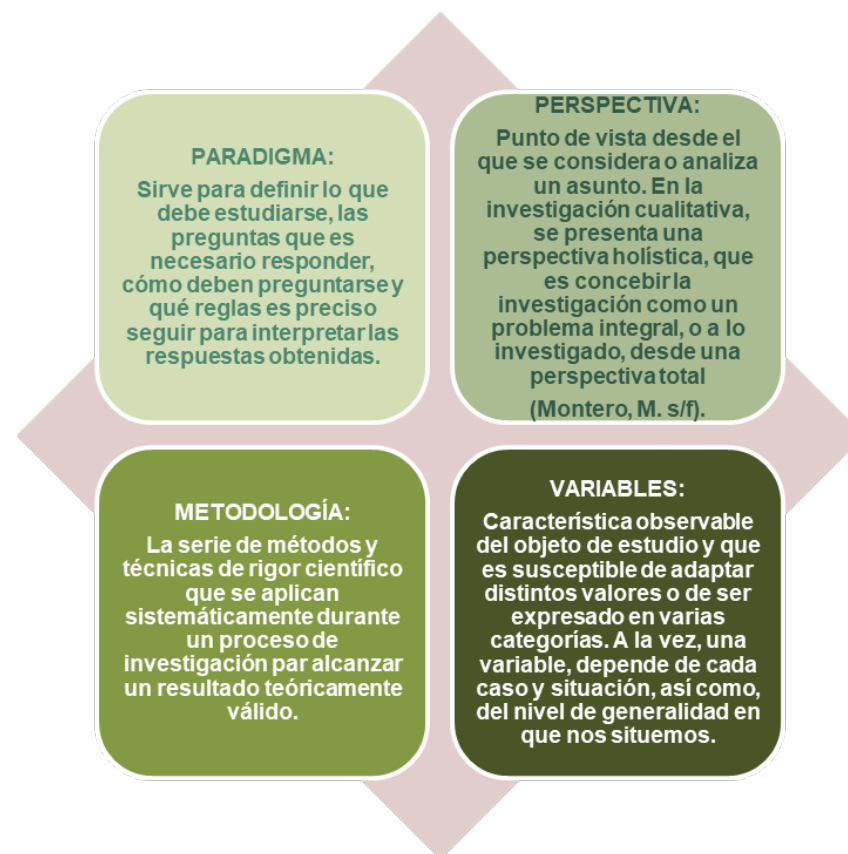 PARADIGMA:
Sirve para definir lo que
debe estudiarse, las
preguntas que es
necesario responder,
cómo deben preguntarse y
qué reglas es preciso
seguir para interpretar las
respuestas obtenidas.
PERSPECTIVA:
Punto de vista desde el
que se considera o analiza
un asunto. En la
investigación cualitativa,
se presenta una
perspectiva holística, que
es concebir la
investigación como un
problema integral, o a lo
investigado, desde una
perspectiva total
(Montero, M. s/f).
METODOLOGÍA:
La serie de métodos y
técnicas de rigor científico
que se aplican
sistemáticamente durante
un proceso de
investigación par alcanzar
un resultado teóricamente
válido.
VARIABLES:
Característica observable
del objeto de estudio y que
es susceptible de adaptar
distintos valores o de ser
expresado en varias
categorías. A la vez, una
variable, depende de cada
caso y situación, así como,
del nivel de generalidad en
que nos situemos.